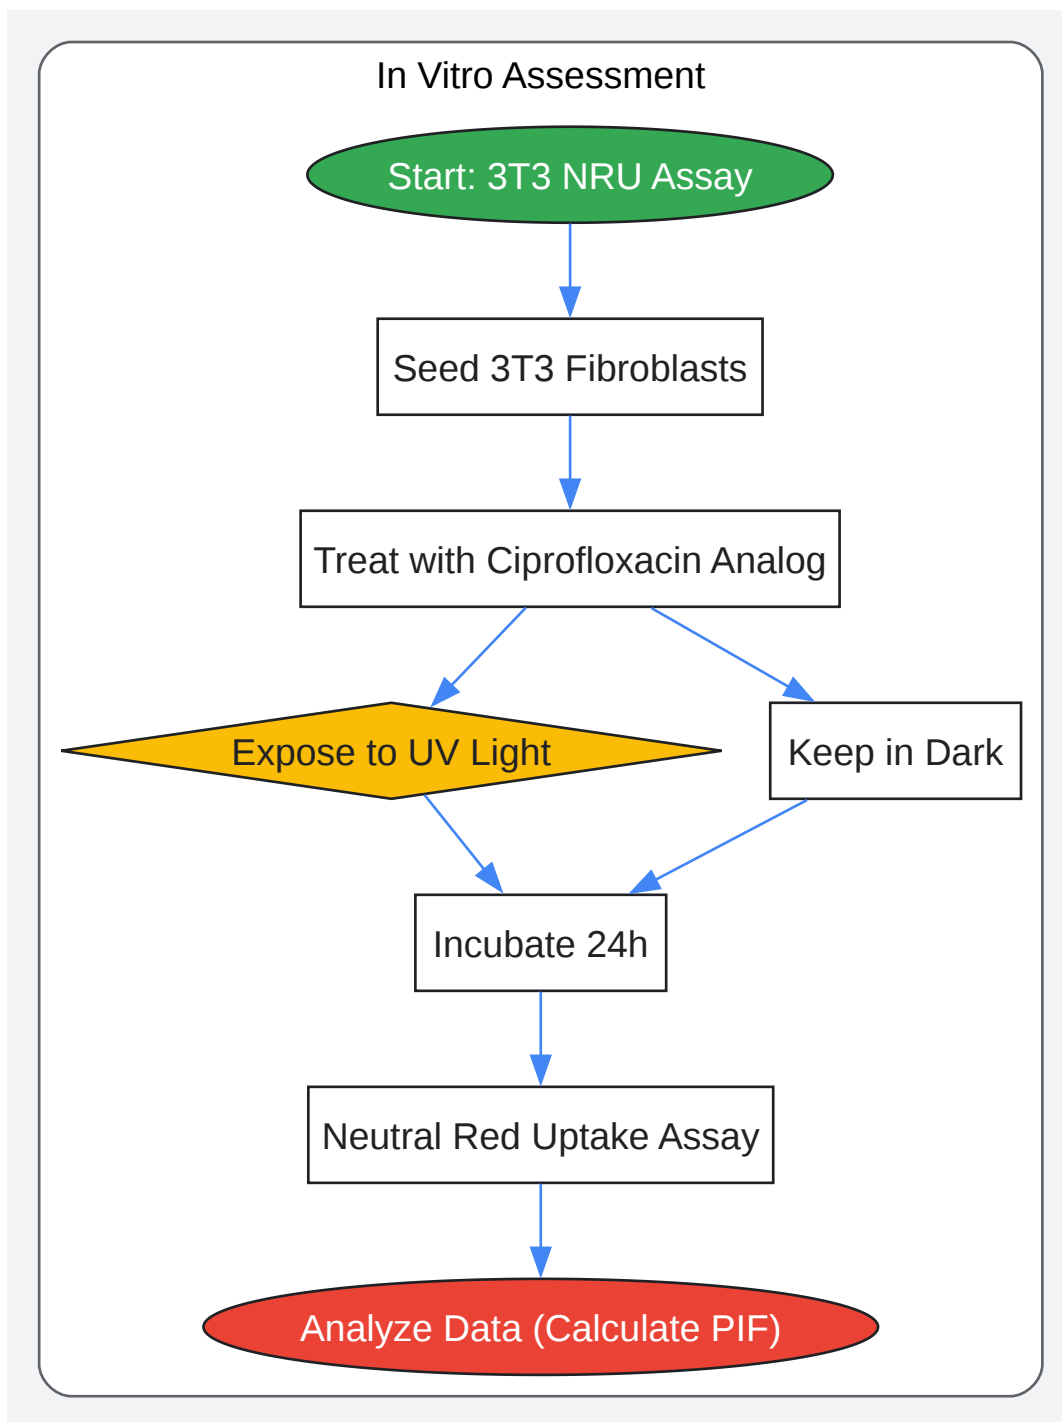 In Vitro Assessment
Start: 3T3 NRU Assay
Seed 3T3 Fibroblasts
Treat with Ciprofloxacin Analog
Expose to UV Light
Keep in Dark
Incubate 24h
Neutral Red Uptake Assay
Analyze Data (Calculate PIF)